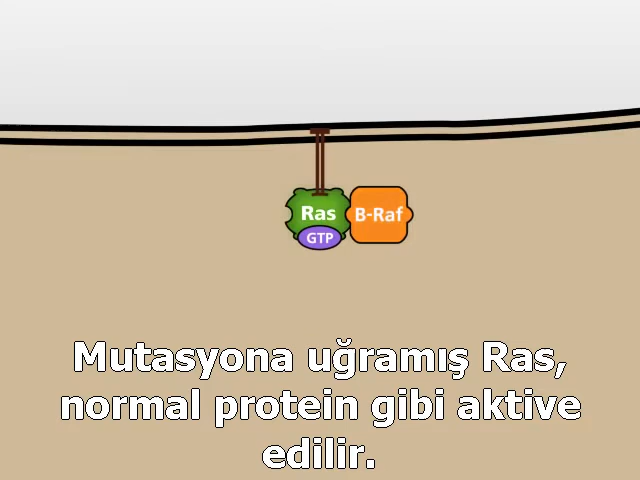 Ras B-Raf
GTP
Mutasyona uğramış Ras,
normal protein gibi aktive
edilir.